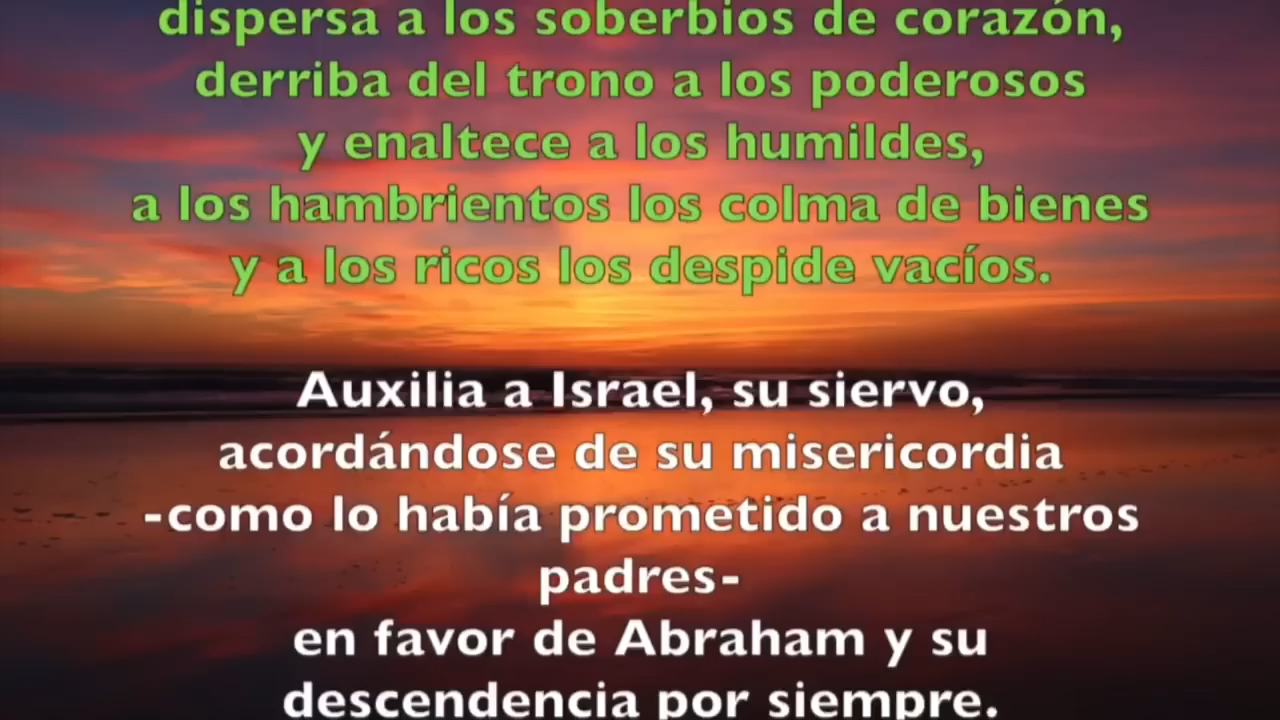 dispersa a los soberbios de corazón,
derriba del trono a los poderosos
y enaltece a los humildes,
a los hambrientos los colma de bienes
y a los ricos los despide vacíos.
Auxilia a Israel, su siervo,
acordándose de su misericordia
-como lo había prometido a nuestros
padres-
en favor de Abraham y su
descendencia por siempre.